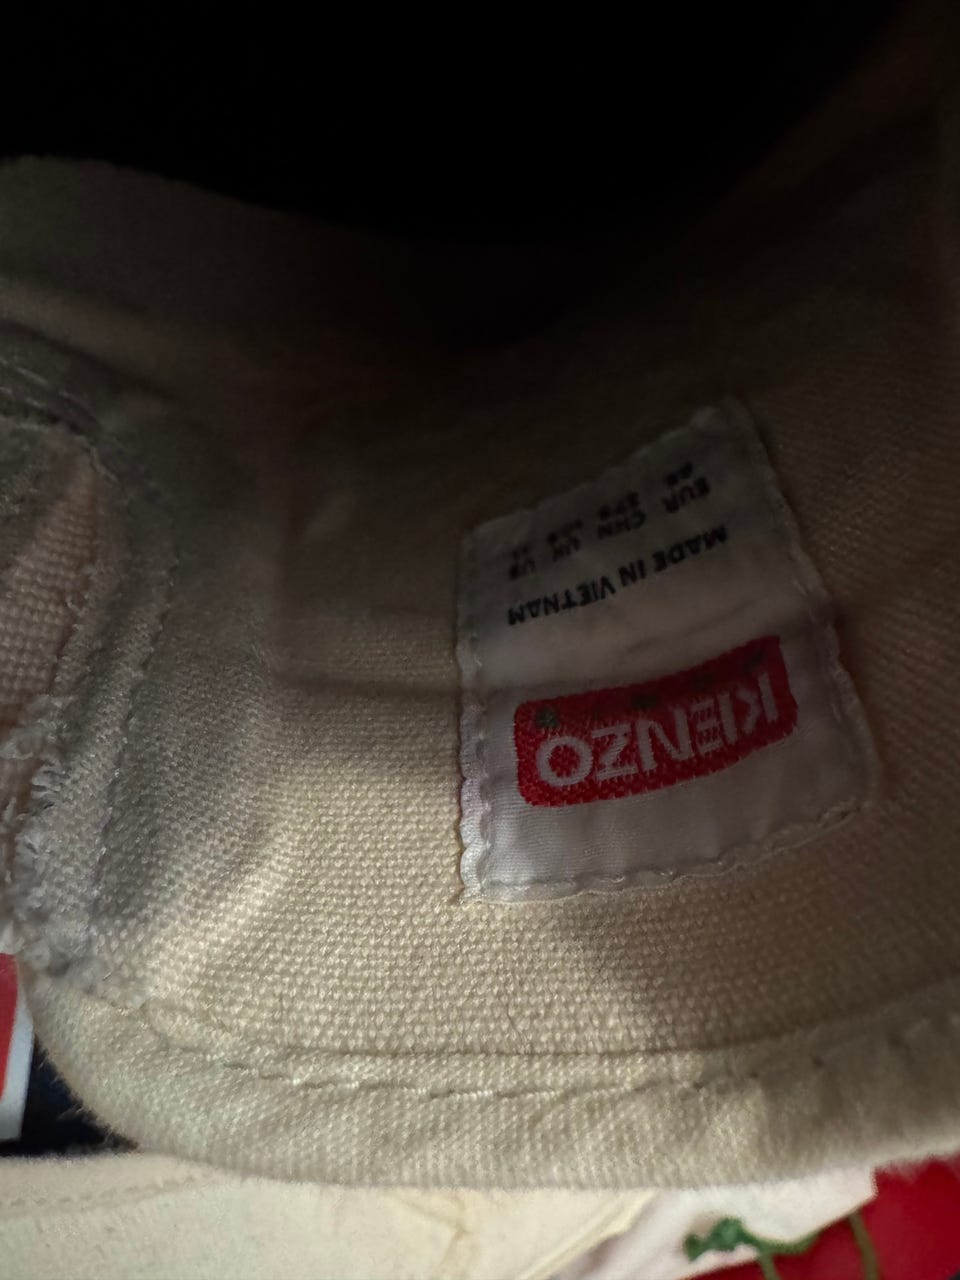 KENZO
MADE IN VIETNAM
EUR CHN UK US